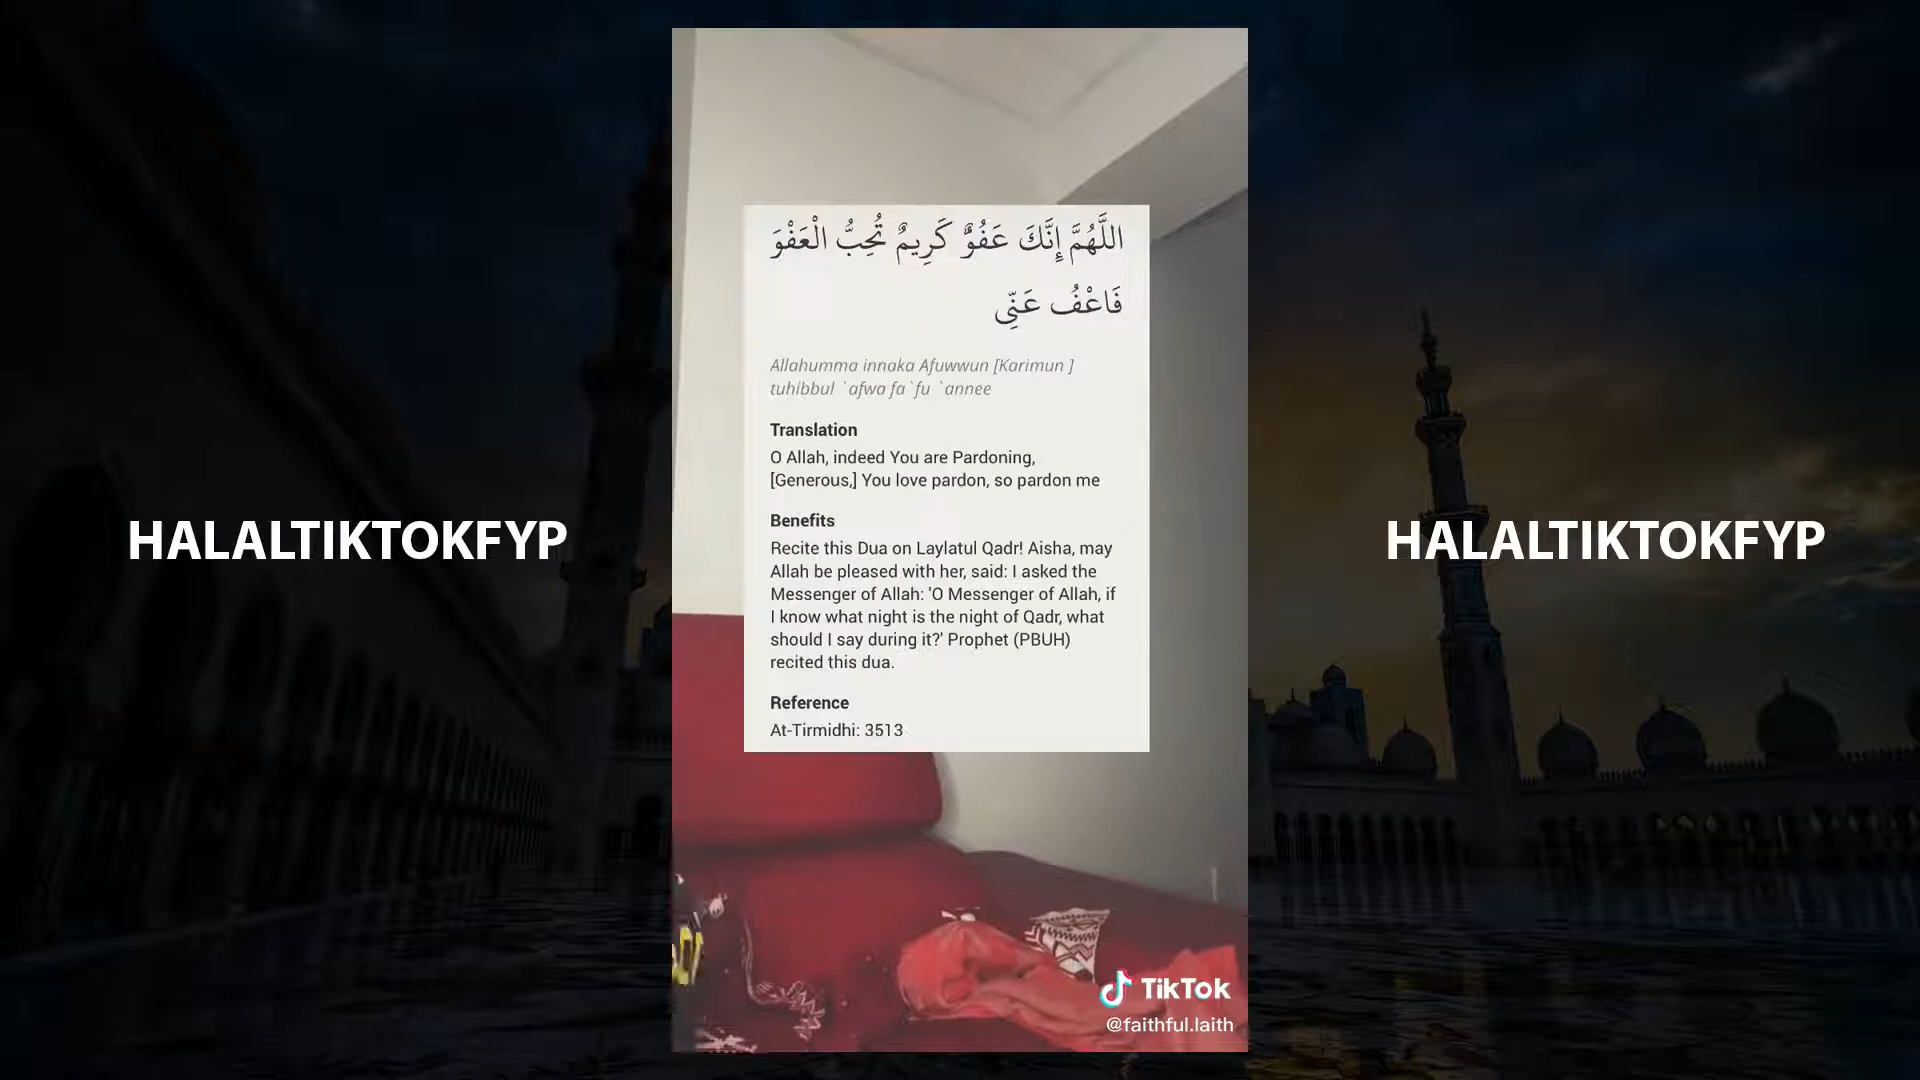 اللَّهُمَّ إِنَّكَ عَفُوٌّ كَرِيمٌ تُحِبُّ الْعَفْوَ
فَاعْفُ عَنِّي
Allahumma innaka Afuwwun [Karimun ]
tuhibbul `afwa fa`fu `annee
Translation
O Allah, indeed You are Pardoning,
[Generous,] You love pardon, so pardon me
Benefits
Recite this Dua on Laylatul Qadr! Aisha, may
Allah be pleased with her, said: I asked the
Messenger of Allah: 'O Messenger of Allah, if
I know what night is the night of Qadr, what
should I say during it?' Prophet (PBUH)
recited this dua.
Reference
At-Tirmidhi: 3513
HALALTIKTOKFYP
HALALTIKTOKFYP
TikTok
@faithful.laith